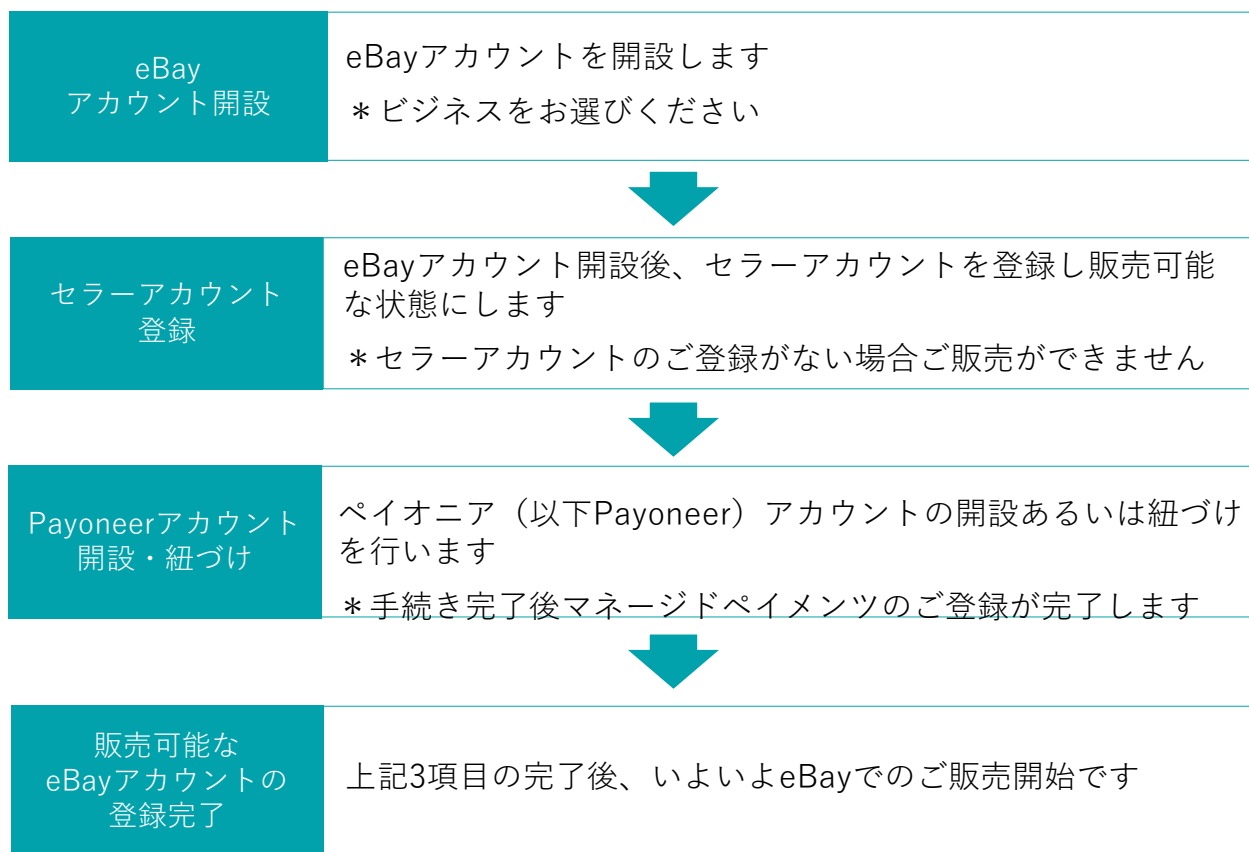 eBay
アカウント開設
eBayアカウントを開設します
＊ビジネスをお選びください
セラーアカウント
登録
eBayアカウント開設後、セラーアカウントを登録し販売可能
な状態にします
＊セラーアカウントのご登録がない場合ご販売ができません
Payoneerアカウント
開設・紐づけ
ペイオニア（以下Payoneer）アカウントの開設あるいは紐づけ
を行います
＊手続き完了後マネージドペイメンツのご登録が完了します
販売可能な
eBayアカウントの
登録完了
上記3項目の完了後、いよいよeBayでのご販売開始です